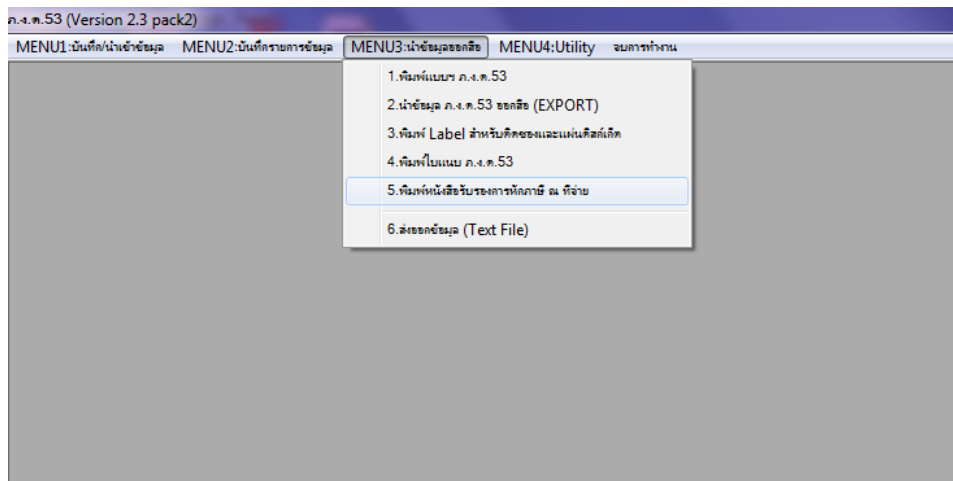 ภ.ง.ด.53 (Version 2.3 pack2)
MENU1:บันทึก/นำเข้าข้อมูล MENU2:บันทึกรายการข้อมูล MENU3:นำข้อมูลออกสื่อ MENU4:Utility จบการทำงาน
1.พิมพ์แบบฯ ภ.ง.ด.53
2.นำข้อมูล ภ.ง.ด.53 ออกสื่อ (EXPORT)
3.พิมพ์ Label สำหรับติดซองและแผ่นดิสก์เก็ต
4.พิมพ์ใบแนบ ภ.ง.ด.53
5.พิมพ์หนังสือรับรองการหักภาษี ณ ที่จ่าย
6.ส่งออกข้อมูล (Text File)